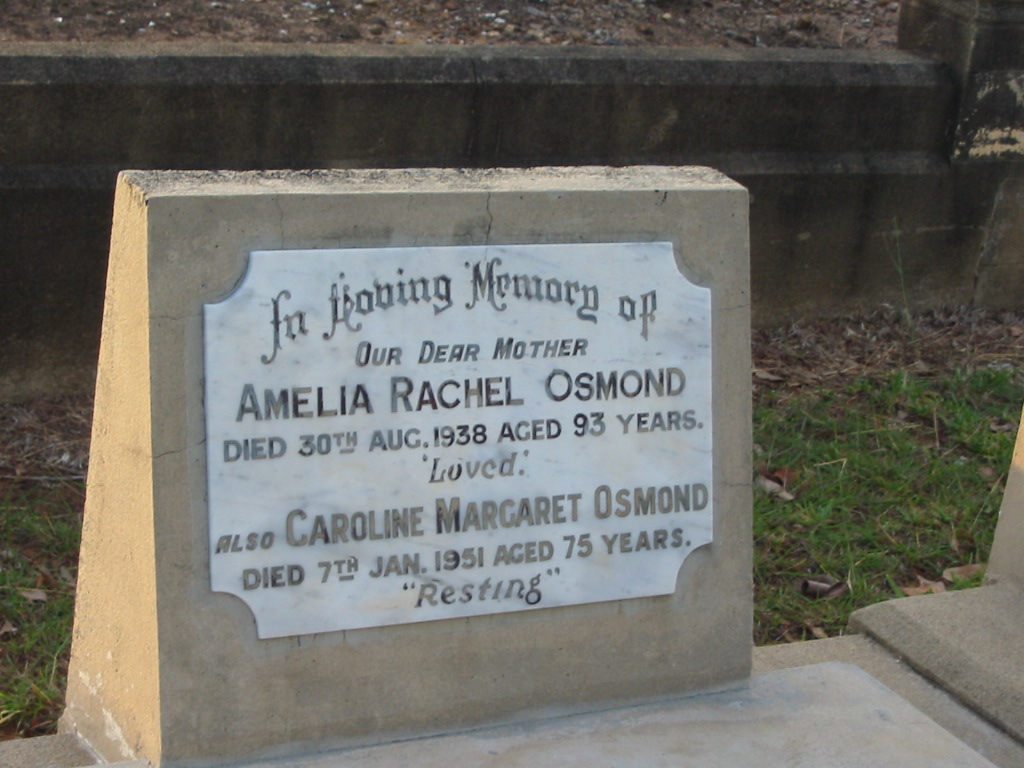 In Loving Memory of
OUR DEAR MOTHER
AMELIA RACHEL OSMOND
DIED 30TH AUG. 1938 AGED 93 YEARS.
'Loved.'
ALSO CAROLINE MARGARET OSMOND
DIED 7TH JAN. 1951 AGED 75 YEARS.
"Resting"